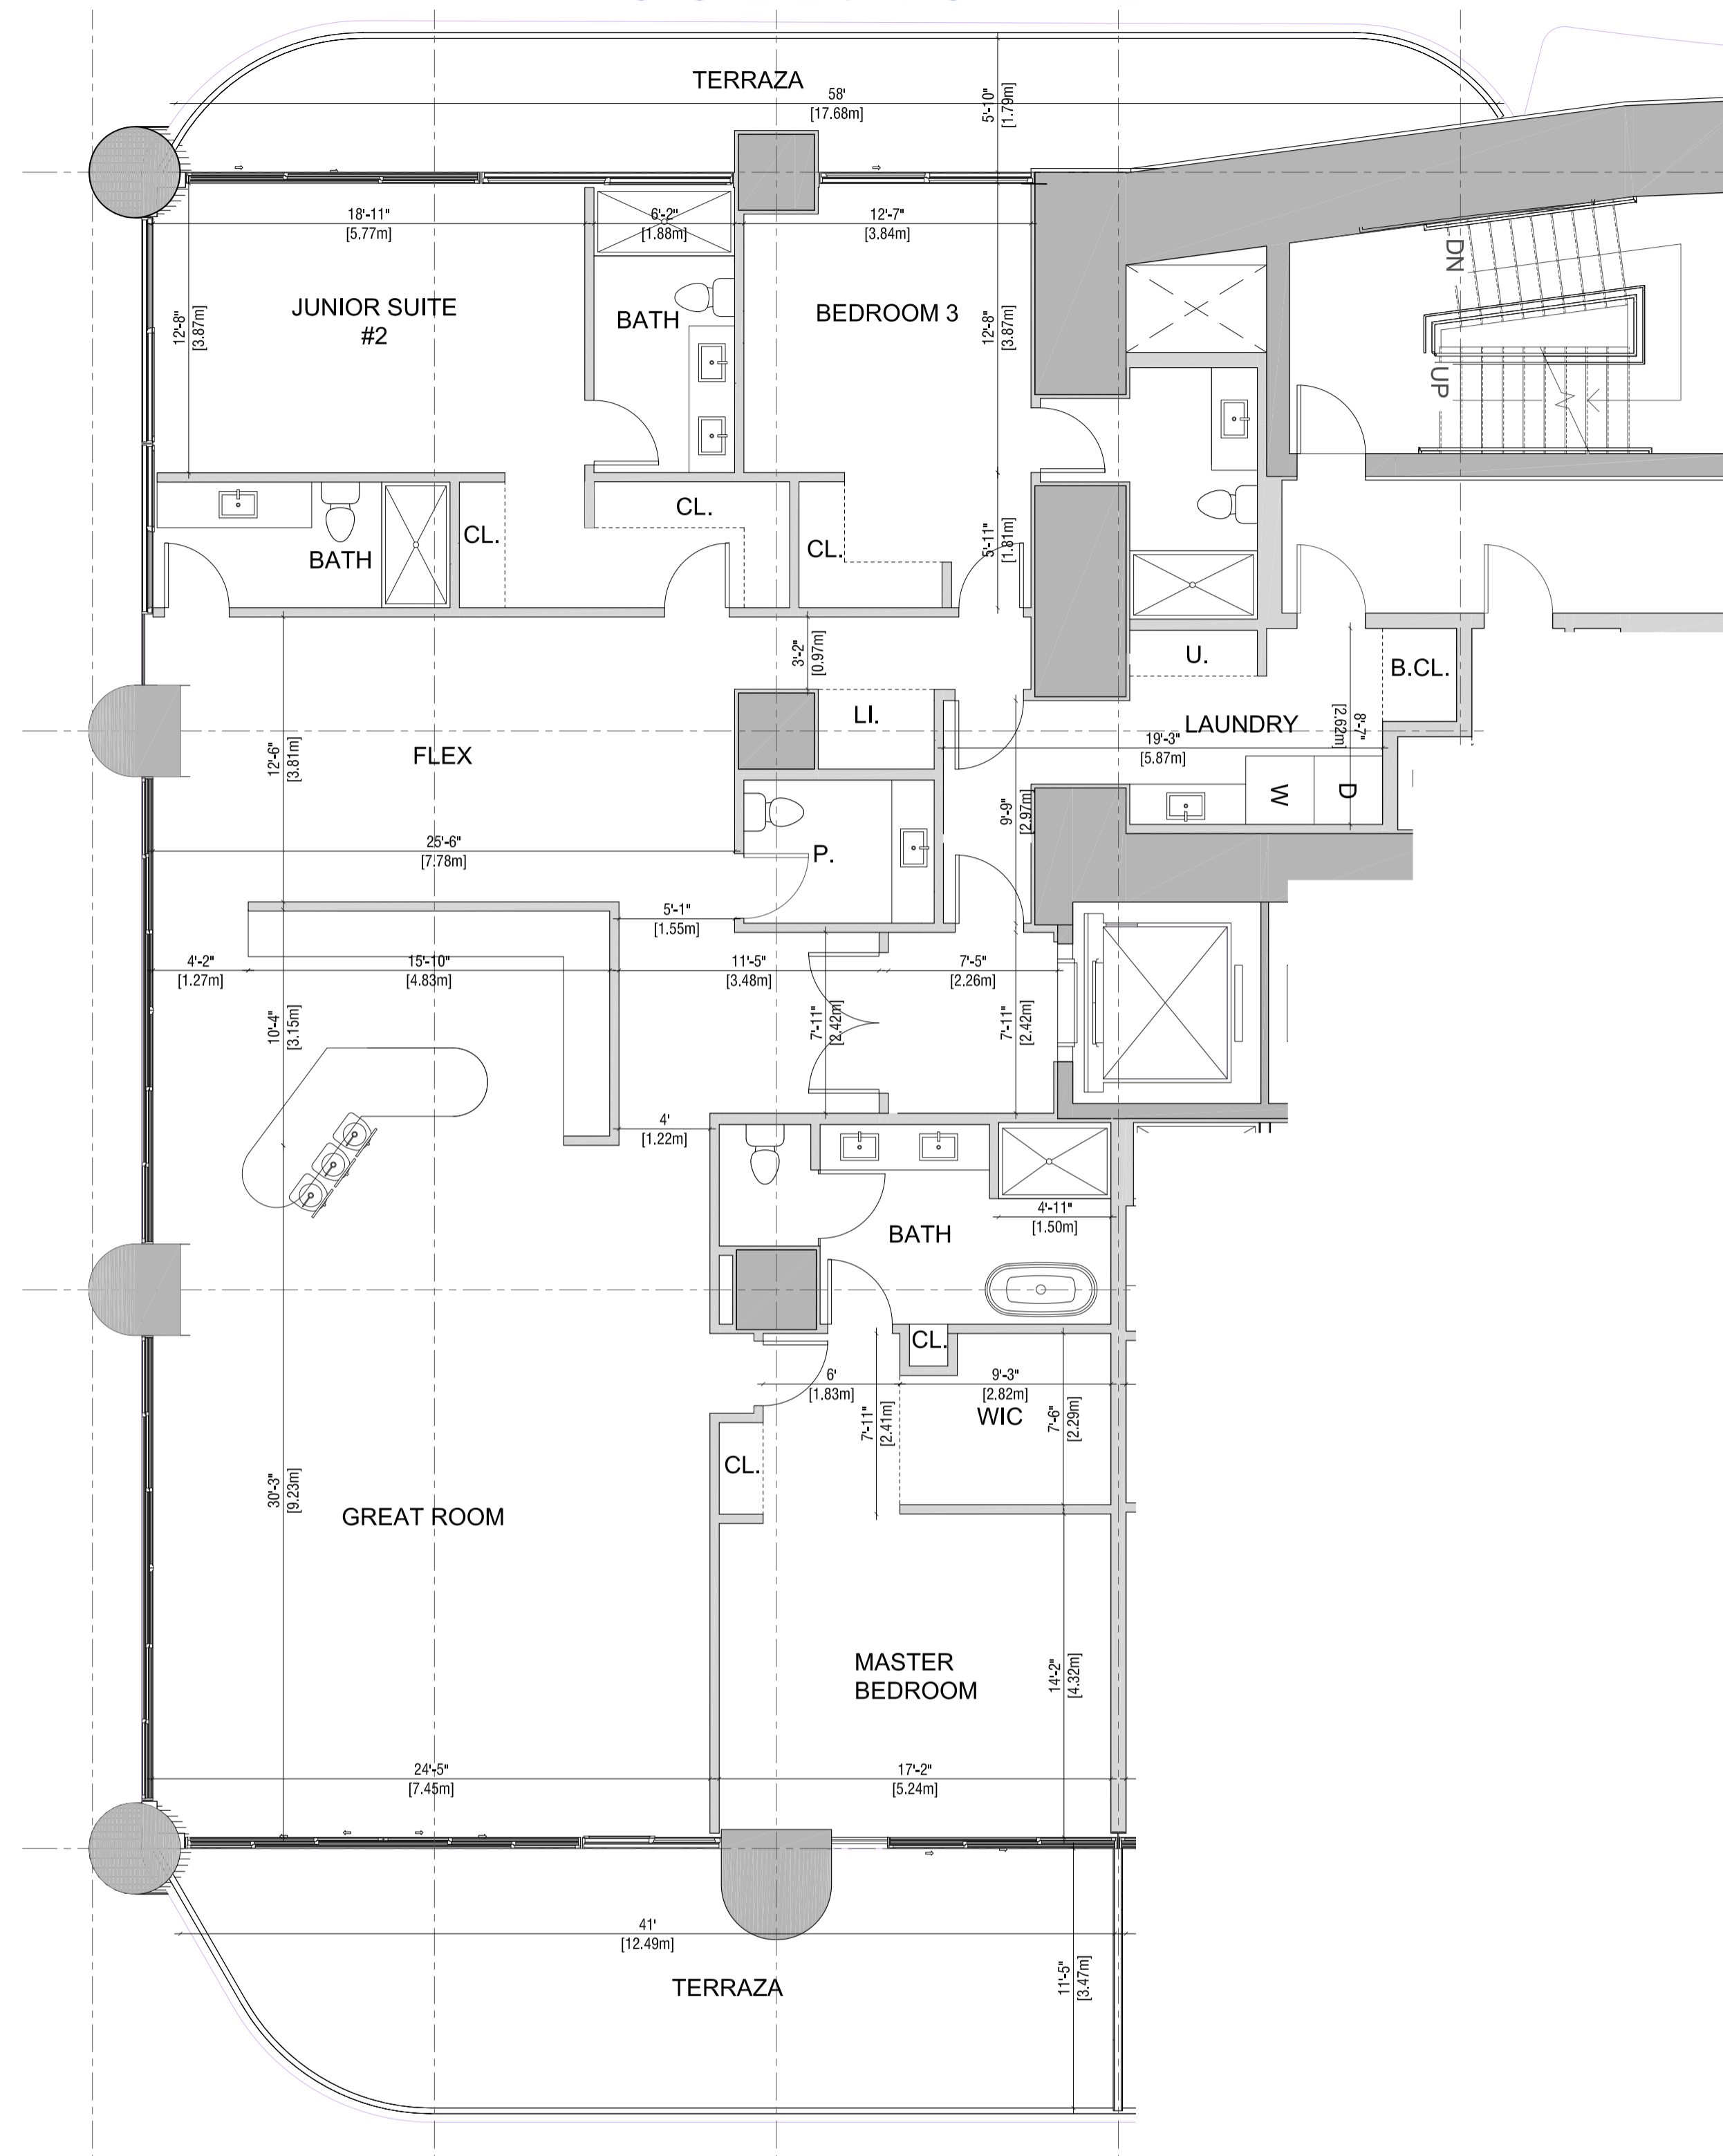 TERRAZA
58'
[17.68m]
5'-10"
[1.79m]
18'-11"
[5.77m]
6'-2"
[1.88m]
12'-7"
[3.84m]
12'-8"
[3.87m]
JUNIOR SUITE
#2
BATH
BEDROOM 3
12'-8"
[3.87m]
DN
UP
CL.
CL.
CL.
BATH
5'-11"
[1.81m]
3'-2"
[0.97m]
U.
B.CL.
LI.
LAUNDRY
8'-7"
[2.62m]
19'-3"
[5.87m]
W
D
FLEX
12'-6"
[3.81m]
9'-9"
[2.97m]
25'-6"
[7.78m]
P.
5'-1"
[1.55m]
4'-2"
[1.27m]
15'-10"
[4.83m]
11'-5"
[3.48m]
7'-5"
[2.26m]
10'-4"
[3.15m]
7'-11"
[2.42m]
7'-11"
[2.42m]
4'
[1.22m]
4'-11"
[1.50m]
BATH
CL.
6'
[1.83m]
9'-3"
[2.82m]
WIC
7'-11"
[2.41m]
7'-6"
[2.29m]
CL.
30'-3"
[9.23m]
GREAT ROOM
MASTER
BEDROOM
14'-2"
[4.32m]
24'-5"
[7.45m]
17'-2"
[5.24m]
41'
[12.49m]
TERRAZA
11'-5"
[3.47m]